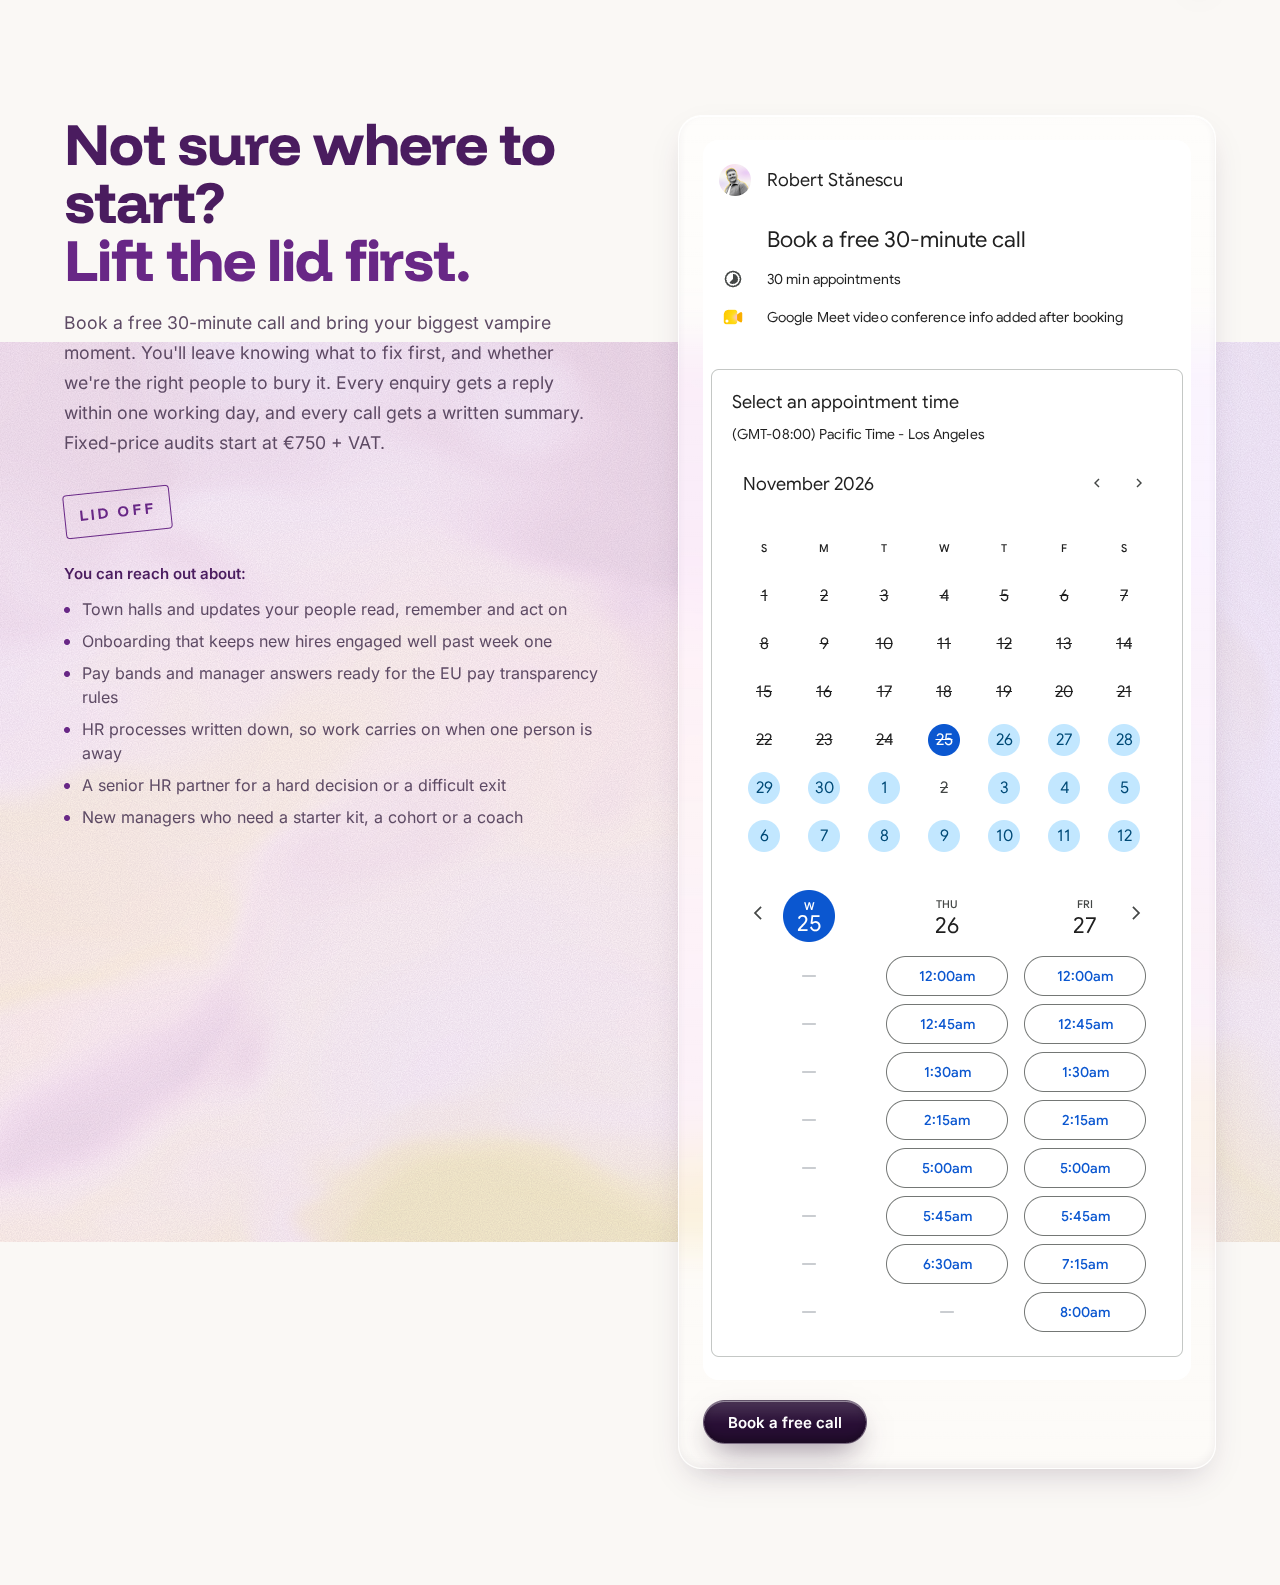 Not sure where to
start?
Lift the lid first.
Book a free 30-minute call and bring your biggest vampire
moment. You'll leave knowing what to fix first, and whether
we're the right people to bury it. Every enquiry gets a reply
within one working day, and every call gets a written summary.
Fixed-price audits start at €750 + VAT.
LID OFF
You can reach out about:
Town halls and updates your people read, remember and act on
Onboarding that keeps new hires engaged well past week one
Pay bands and manager answers ready for the EU pay transparency
rules
HR processes written down, so work carries on when one person is
away
A senior HR partner for a hard decision or a difficult exit
New managers who need a starter kit, a cohort or a coach
Robert Stănescu
Book a free 30-minute call
30 min appointments
Google Meet video conference info added after booking
Select an appointment time
(GMT-08:00) Pacific Time - Los Angeles
November 2026
S M T W T F S
1 2 3 4 5 6 7
8 9 10 11 12 13 14
15 16 17 18 19 20 21
22 23 24 25 26 27 28
29 30 1 2 3 4 5
6 7 8 9 10 11 12
W THU FRI
25 26 27
— 12:00am 12:00am
— 12:45am 12:45am
— 1:30am 1:30am
— 2:15am 2:15am
— 5:00am 5:00am
— 5:45am 5:45am
— 6:30am 7:15am
— — 8:00am
Book a free call